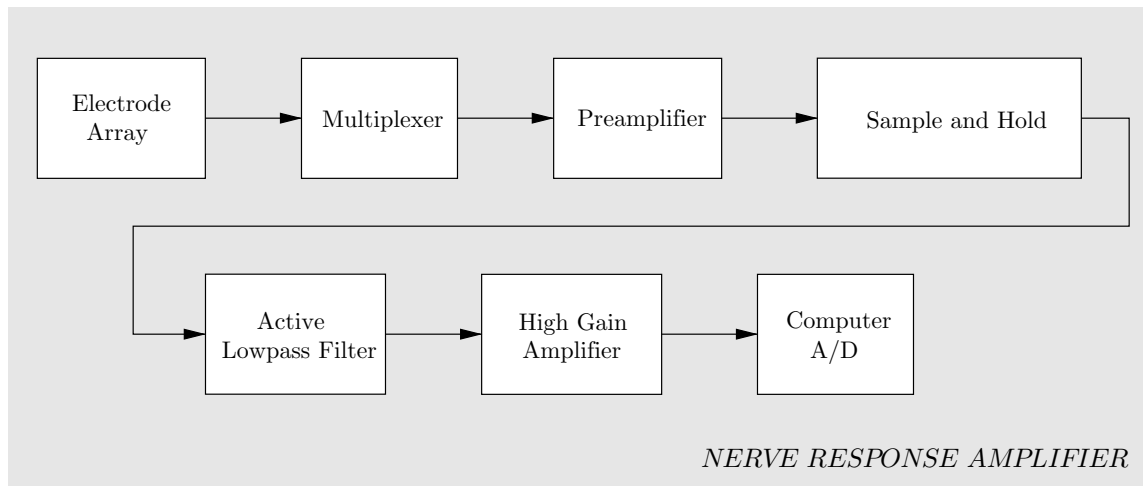 Electrode
Array
Multiplexer
Preamplifier
Sample and Hold
Active
Lowpass Filter
High Gain
Amplifier
Computer
A/D
NERVE RESPONSE AMPLIFIER